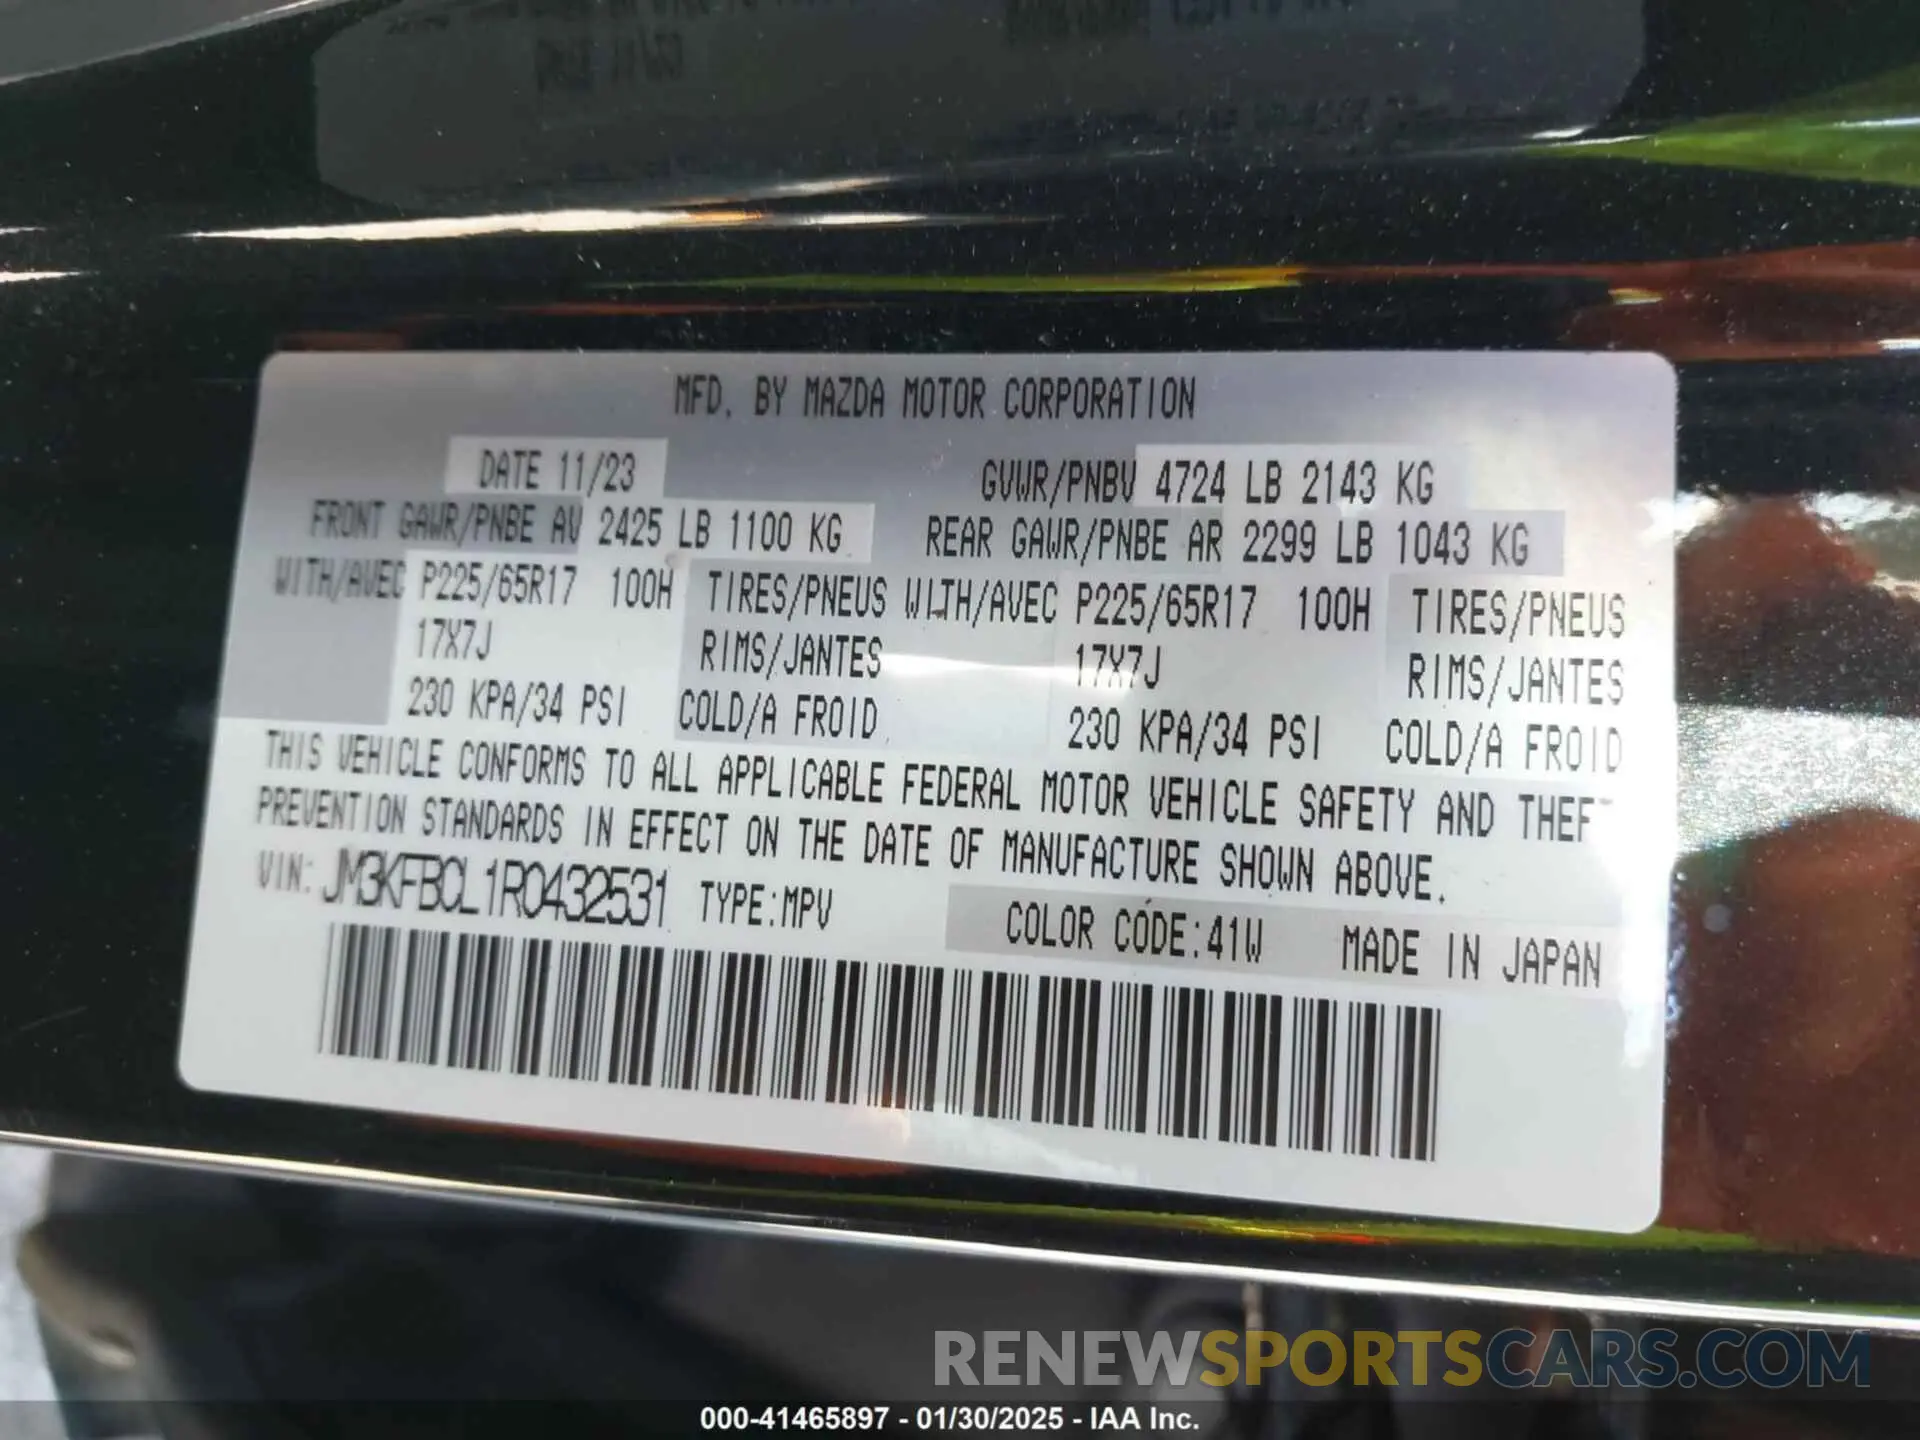 MFD. BY MAZDA MOTOR CORPORATION
DATE 11/23 GVWR/PNBV 4724 LB 2143 KG
FRONT GAWR/PNBE AV 2425 LB 1100 KG REAR GAWR/PNBE AR 2299 LB 1043 KG
WITH/AVEC P225/65R17 100H TIRES/PNEUS WITH/AVEC P225/65R17 100H TIRES/PNEUS
17X7J RIMS/JANTES 17X7J RIMS/JANTES
230 KPA/34 PSI COLD/A FROID 230 KPA/34 PSI COLD/A FROID
THIS VEHICLE CONFORMS TO ALL APPLICABLE FEDERAL MOTOR VEHICLE SAFETY AND THEFT
PREVENTION STANDARDS IN EFFECT ON THE DATE OF MANUFACTURE SHOWN ABOVE.
VIN: JM3KFBCL1R0432531 TYPE:MPV COLOR CODE:41W MADE IN JAPAN
RENEWSPORTSCARS.COM
000-41465897 - 01/30/2025 - IAA Inc.